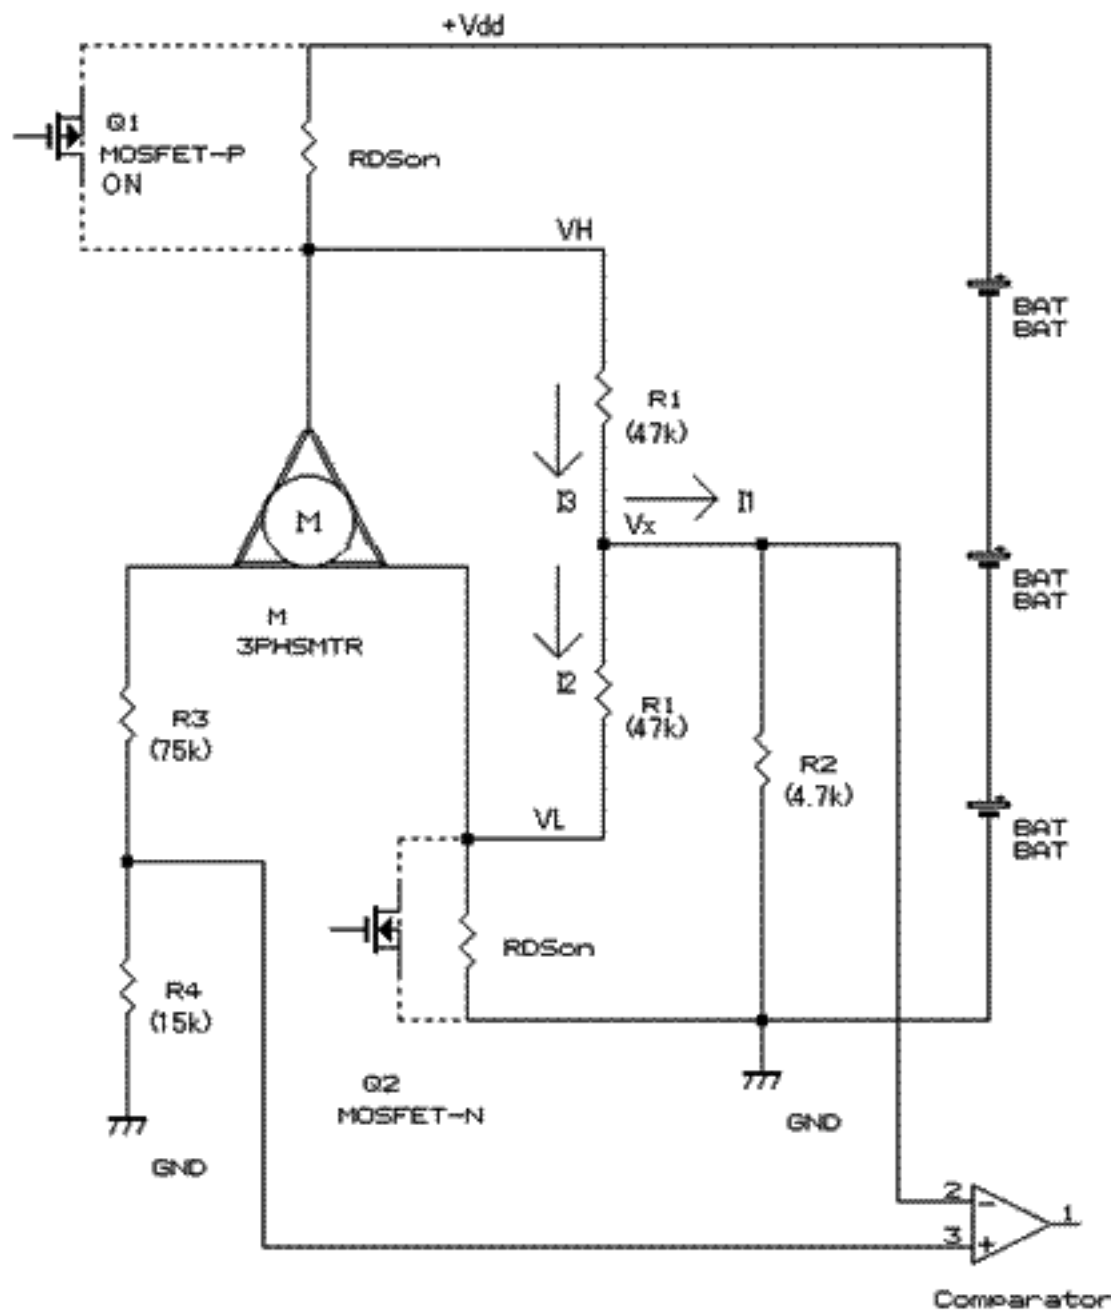 +Vdd
Q1
MOSFET-P
ON
RDSon
VH
BAT
BAT
R1
(47k)
I3
I1
Vx
M
BAT
BAT
M
3PHSMTR
I2
R1
(47k)
R3
(75k)
R2
(4.7k)
VL
BAT
BAT
RDSon
R4
(15k)
Q2
MOSFET-N
GND
GND
2
-
1
3
+
Comparator